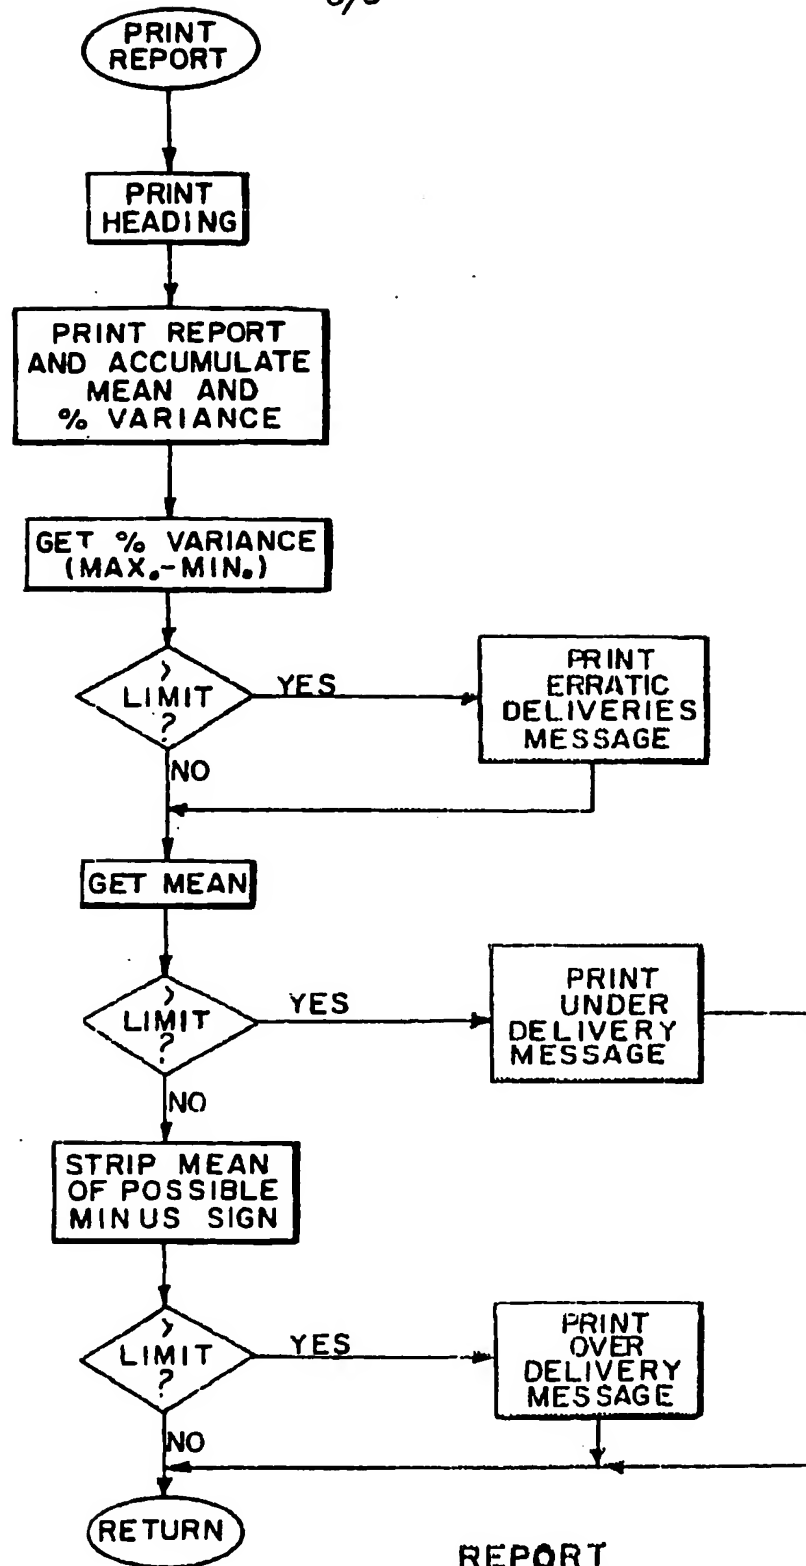 PRINT
REPORT
PRINT
HEADING
PRINT REPORT
AND ACCUMULATE
MEAN AND
% VARIANCE
GET % VARIANCE
(MAX.-MIN.)
>
LIMIT
?
YES
PRINT
ERRATIC
DELIVERIES
MESSAGE
NO
GET MEAN
>
LIMIT
?
YES
PRINT
UNDER
DELIVERY
MESSAGE
NO
STRIP MEAN
OF POSSIBLE
MINUS SIGN
>
LIMIT
?
YES
PRINT
OVER
DELIVERY
MESSAGE
NO
RETURN
REPORT